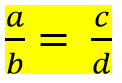 a/b = c/d